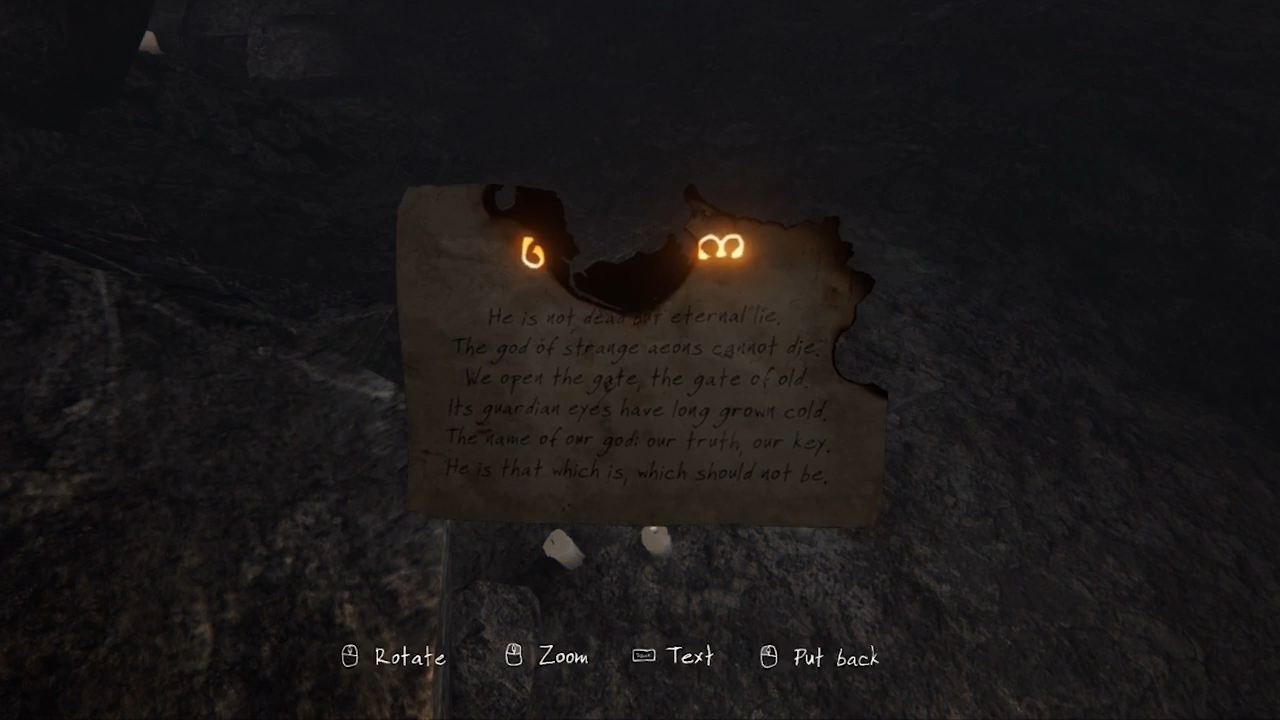 He is not dead but eternal lie,
The god of strange aeons cannot die.
We open the gate, the gate of old.
Its guardian eyes have long grown cold.
The name of our god: our truth, our key.
He is that which is, which should not be.
Rotate Zoom Text Put back